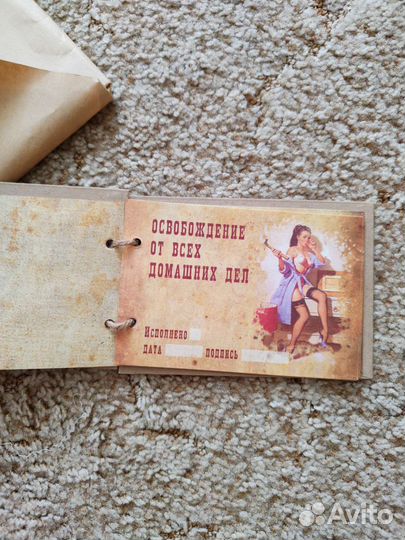 ОСВОБОЖДЕНИЕ
ОТ ВСЕХ
ДОМАШНИХ ДЕЛ
Исполнено
дата подпись
Avito